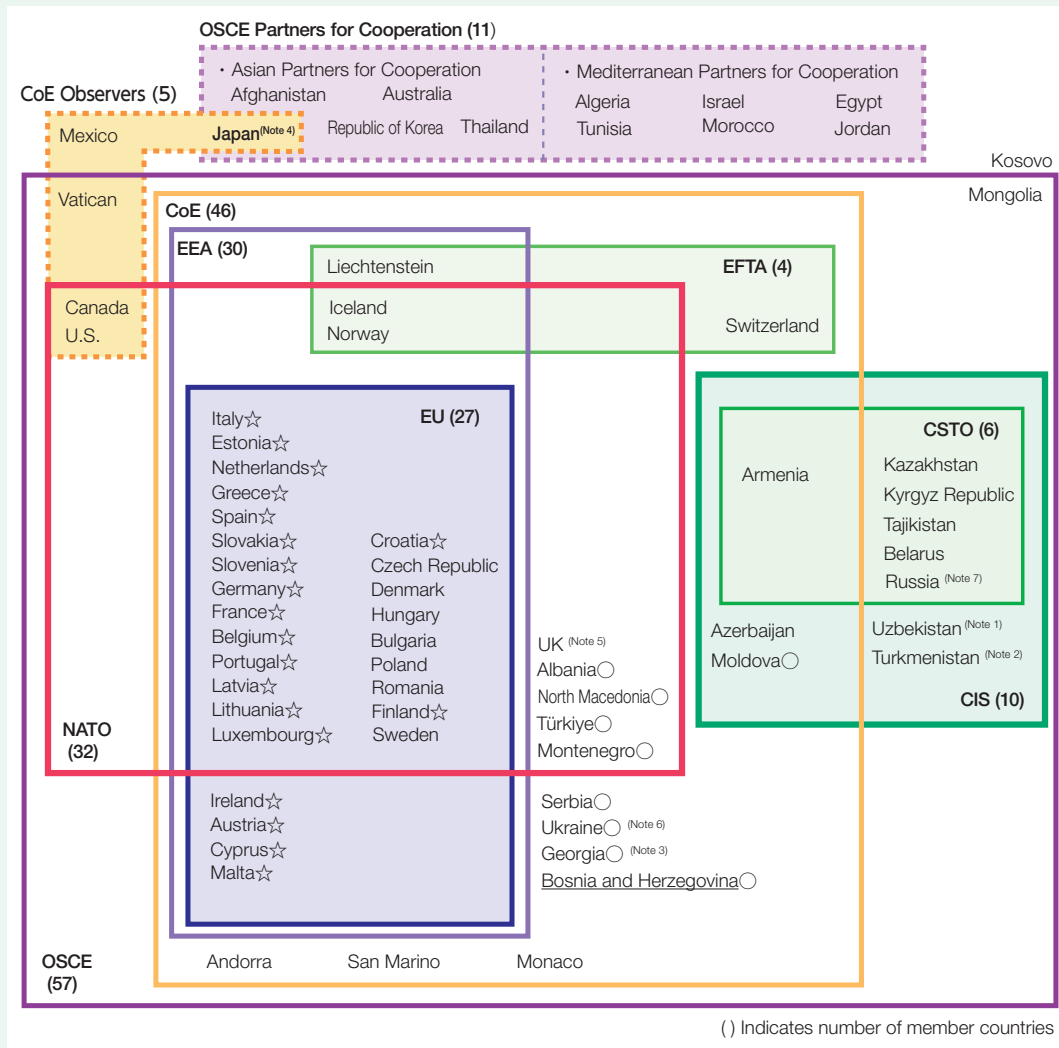 OSCE Partners for Cooperation (11)
・Asian Partners for Cooperation
Afghanistan Australia
Republic of Korea Thailand
・Mediterranean Partners for Cooperation
Algeria Israel Egypt
Tunisia Morocco Jordan
CoE Observers (5)
Mexico Japan(Note 4)
Kosovo
Vatican
Mongolia
CoE (46)
EEA (30)
Liechtenstein EFTA (4)
Canada
U.S.
Iceland
Norway
Switzerland
EU (27)
Italy☆
Estonia☆
Netherlands☆
Greece☆
Spain☆
Slovakia☆
Slovenia☆
Germany☆
France☆
Belgium☆
Portugal☆
Latvia☆
Lithuania☆
Luxembourg☆
Croatia☆
Czech Republic
Denmark
Hungary
Bulgaria
Poland
Romania
Finland☆
Sweden
CSTO (6)
Armenia
Kazakhstan
Kyrgyz Republic
Tajikistan
Belarus
Russia (Note 7)
Azerbaijan
Moldova○
Uzbekistan (Note 1)
Turkmenistan (Note 2)
CIS (10)
UK (Note 5)
Albania○
North Macedonia○
Türkiye○
Montenegro○
NATO
(32)
Ireland☆
Austria☆
Cyprus☆
Malta☆
Serbia○
Ukraine○ (Note 6)
Georgia○ (Note 3)
Bosnia and Herzegovina○
OSCE
(57)
Andorra San Marino Monaco
( ) Indicates number of member countries